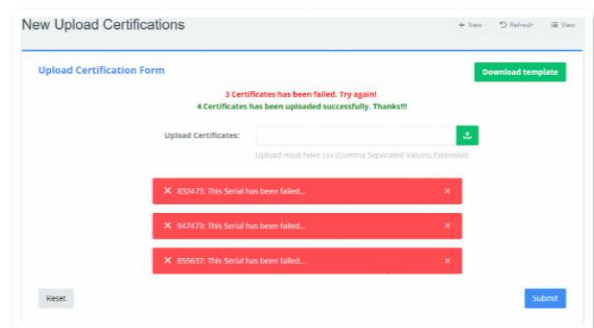 New Upload Certifications
+ New Refresh View
Upload Certification Form
Download template
3 Certificates has been failed. Try again!
4 Certificates has been uploaded successfully. Thanks!!!
Upload Certificates:
Upload must have csv (Comma Separated Values) Extension
× 832473: This Serial has been failed... ×
× 947473: This Serial has been failed... ×
× 855637: This Serial has been failed... ×
Reset
Submit